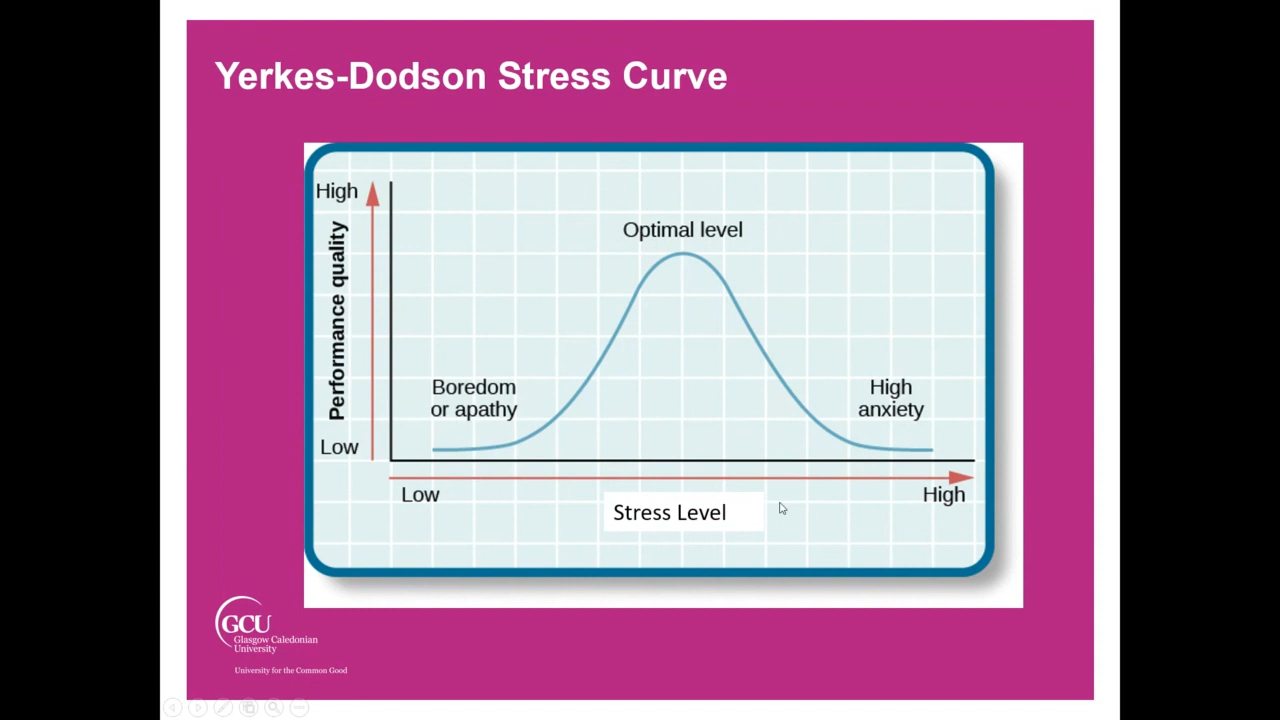 Yerkes-Dodson Stress Curve
High
Performance quality
Low
Optimal level
Boredom
or apathy
High
anxiety
Low
High
Stress Level
GCU
Glasgow Caledonian
University
University for the Common Good